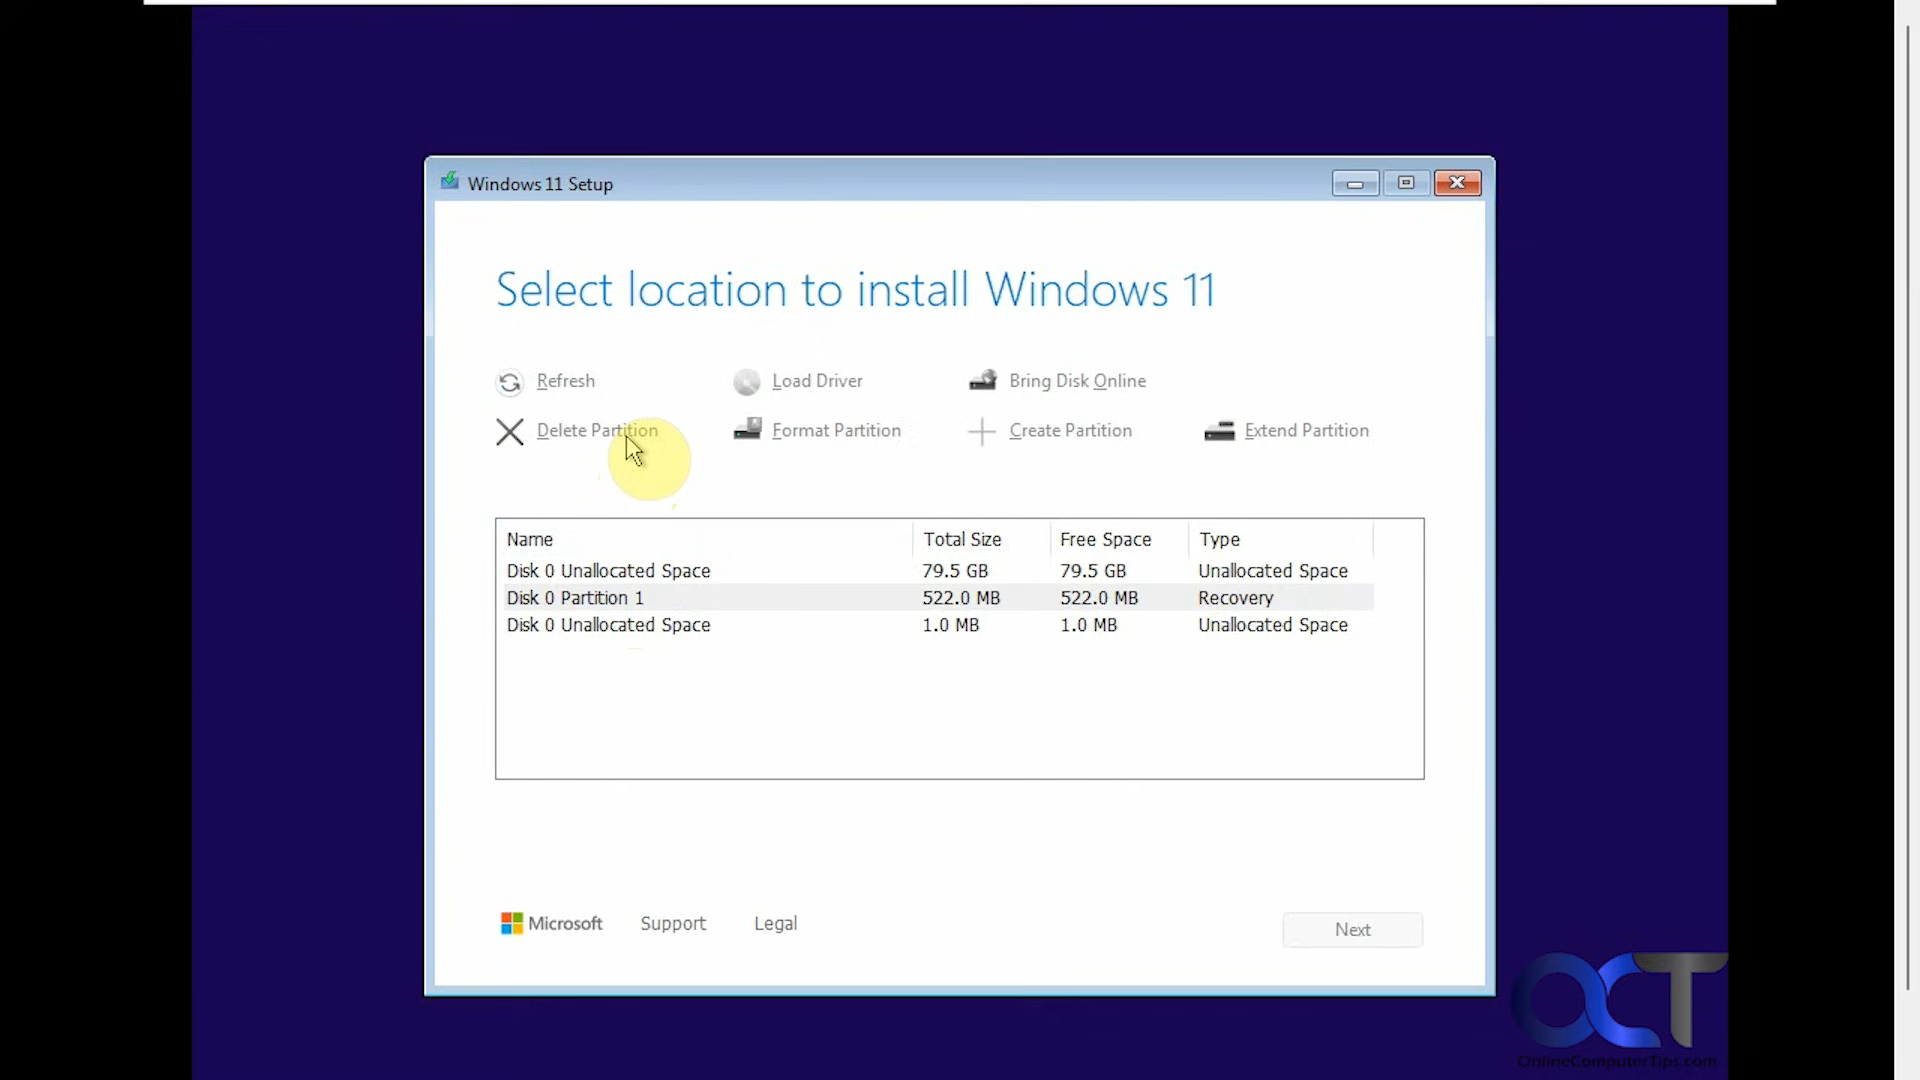 Windows 11 Setup
Select location to install Windows 11
Refresh Load Driver Bring Disk Online
Delete Partition Format Partition Create Partition Extend Partition
Name Total Size Free Space Type
Disk 0 Unallocated Space 79.5 GB 79.5 GB Unallocated Space
Disk 0 Partition 1 522.0 MB 522.0 MB Recovery
Disk 0 Unallocated Space 1.0 MB 1.0 MB Unallocated Space
Microsoft Support Legal Next
OCT
OnlineComputerTips.com